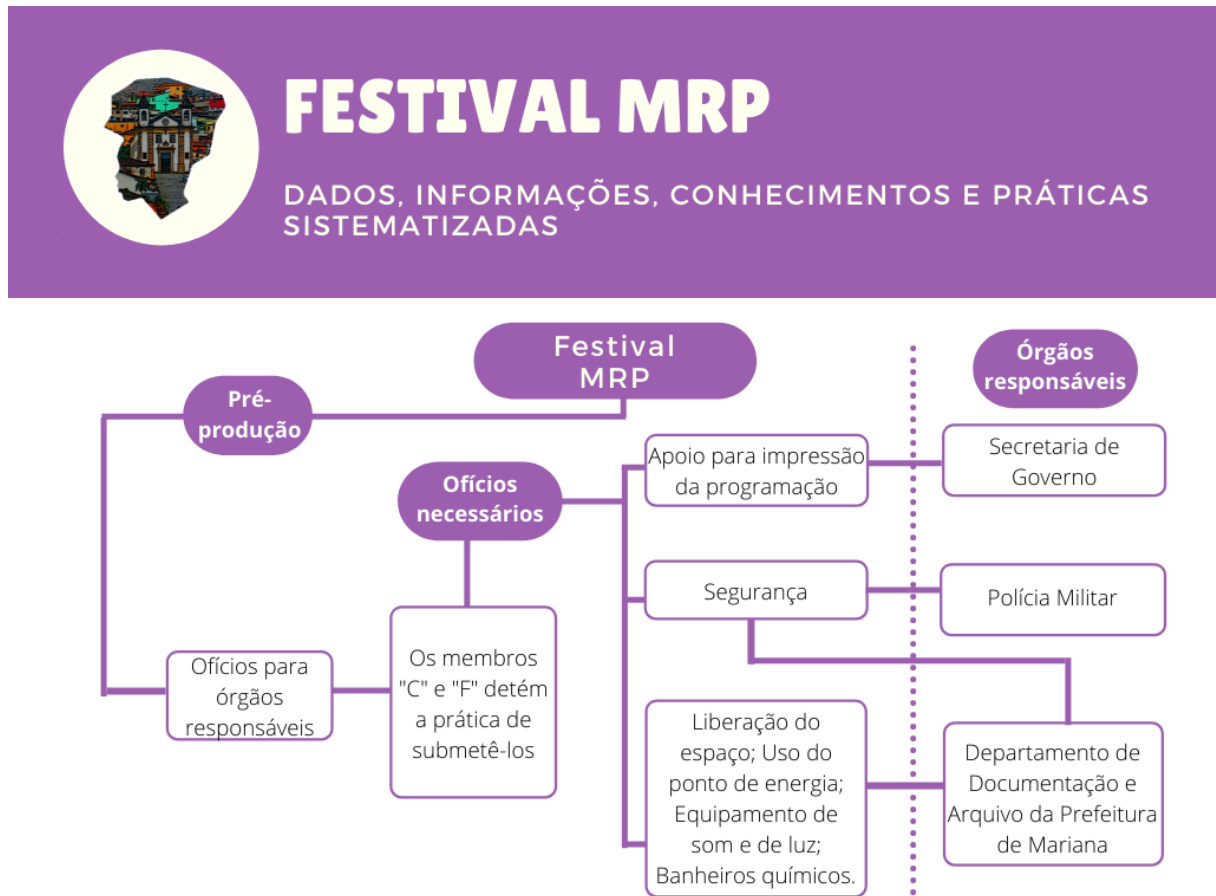 FESTIVAL MRP
DADOS, INFORMAÇÕES, CONHECIMENTOS E PRÁTICAS
SISTEMATIZADAS
Festival
MRP
Órgãos
responsáveis
Pré-
produção
Apoio para impressão
da programação
Secretaria de
Governo
Ofícios
necessários
Segurança
Polícia Militar
Ofícios para
órgãos
responsáveis
Os membros
"C" e "F" detém
a prática de
submetê-los
Liberação do
espaço; Uso do
ponto de energia;
Equipamento de
som e de luz;
Banheiros químicos.
Departamento de
Documentação e
Arquivo da Prefeitura
de Mariana